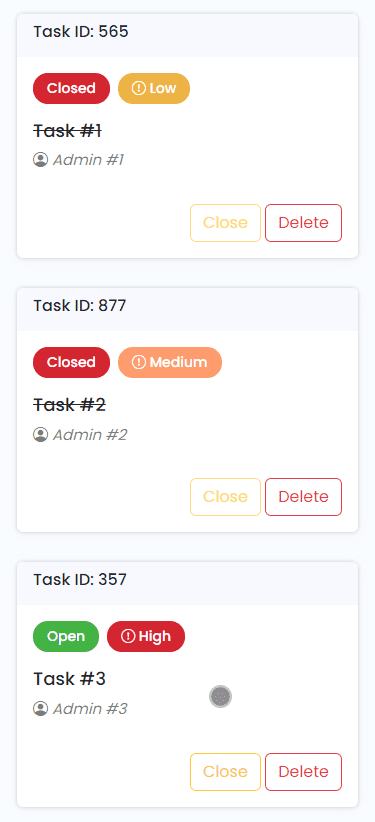 Task ID: 565
Closed Low
Task #1
Admin #1
Close Delete
Task ID: 877
Closed Medium
Task #2
Admin #2
Close Delete
Task ID: 357
Open High
Task #3
Admin #3
Close Delete